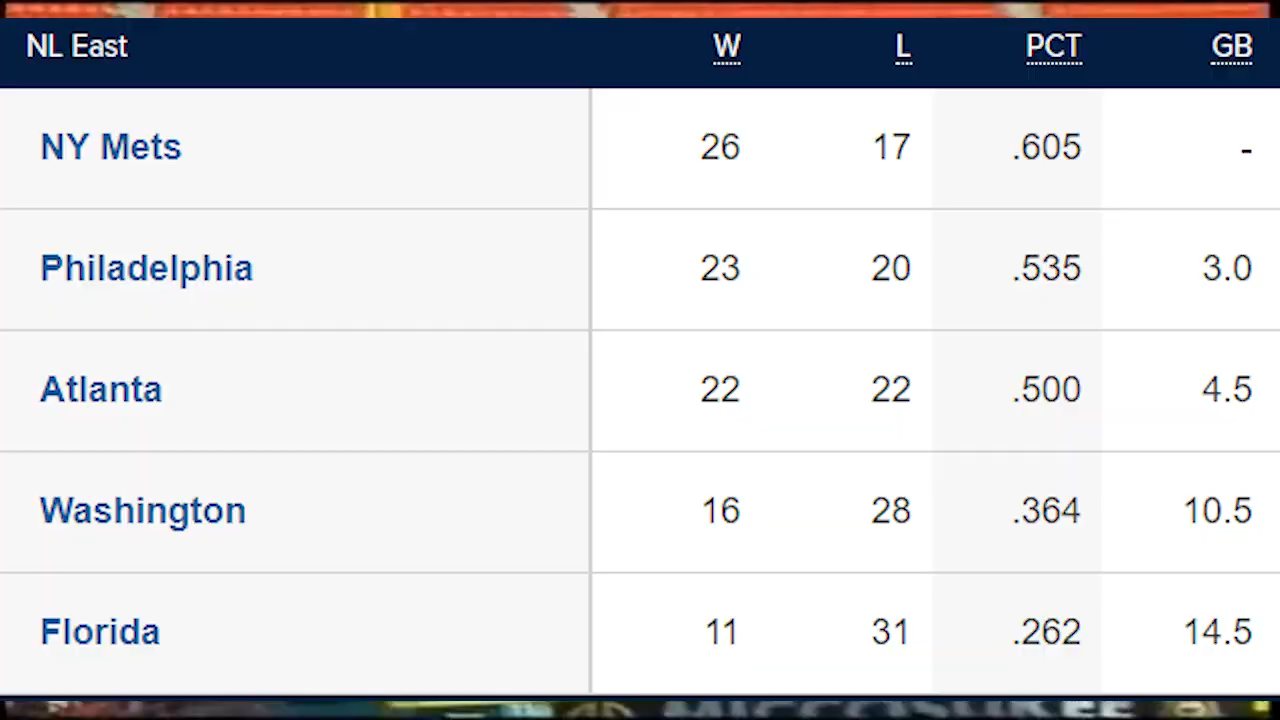 NL East W L PCT GB
NY Mets 26 17 .605 -
Philadelphia 23 20 .535 3.0
Atlanta 22 22 .500 4.5
Washington 16 28 .364 10.5
Florida 11 31 .262 14.5